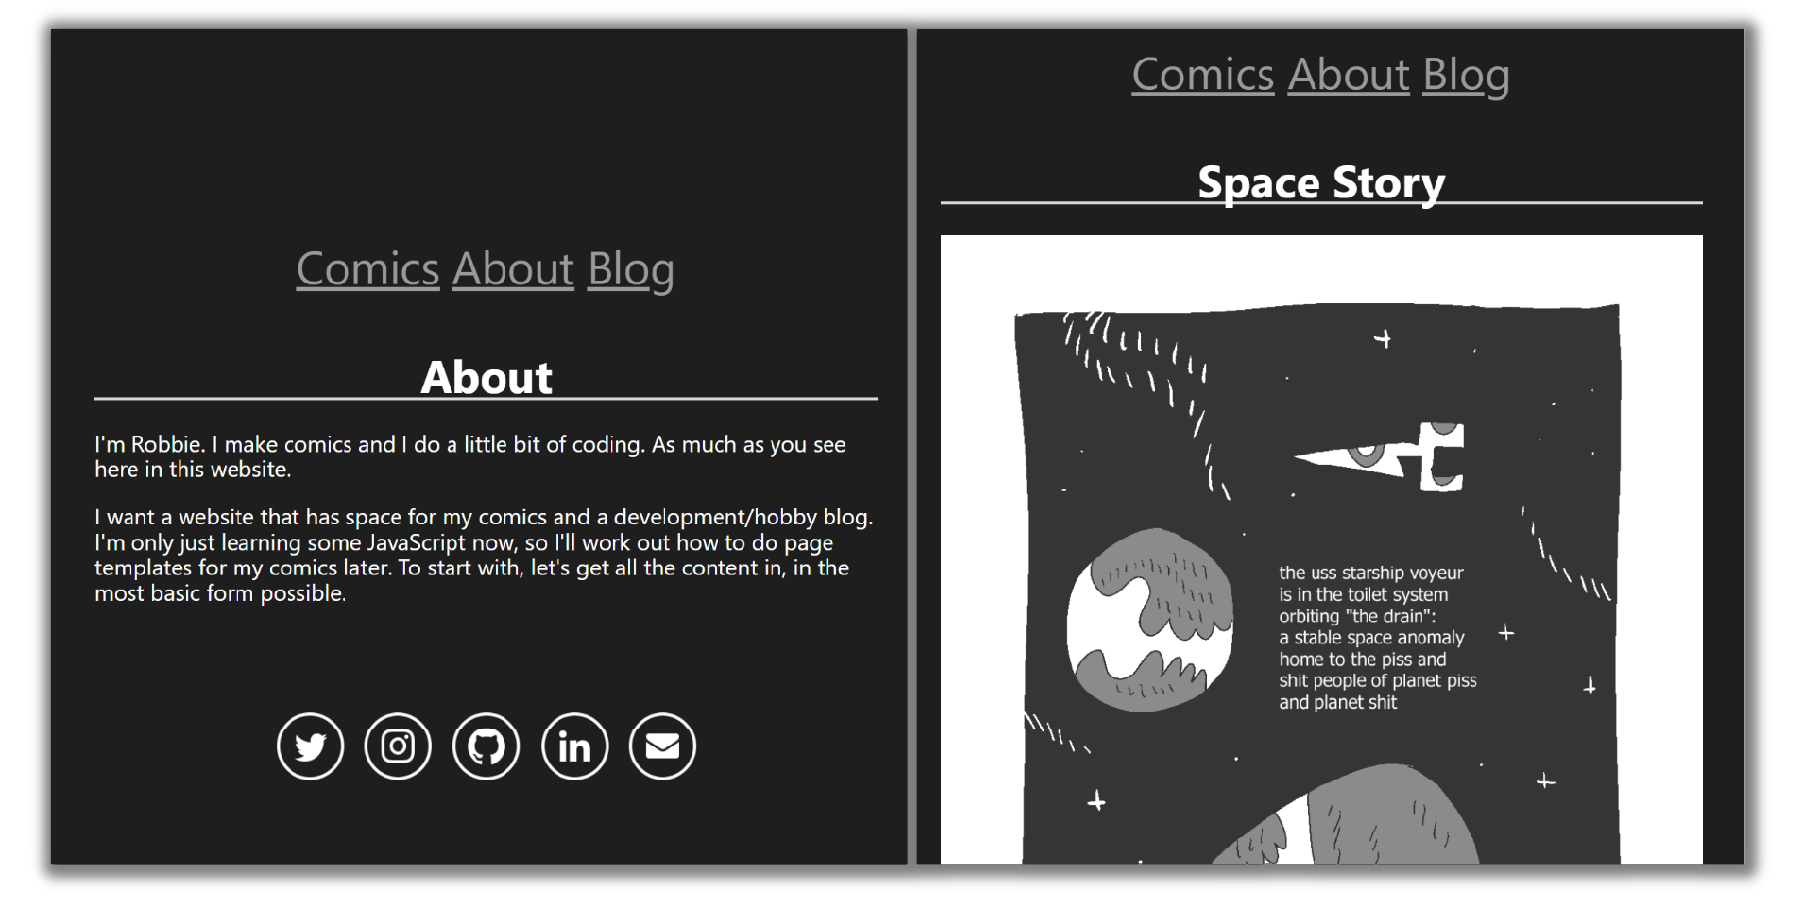 Comics About Blog
About
I'm Robbie. I make comics and I do a little bit of coding. As much as you see
here in this website.
I want a website that has space for my comics and a development/hobby blog.
I'm only just learning some JavaScript now, so I'll work out how to do page
templates for my comics later. To start with, let's get all the content in, in the
most basic form possible.
in
Comics About Blog
Space Story
the uss starship voyeur
is in the toilet system
orbiting "the drain":
a stable space anomaly
home to the piss and
shit people of planet piss
and planet shit